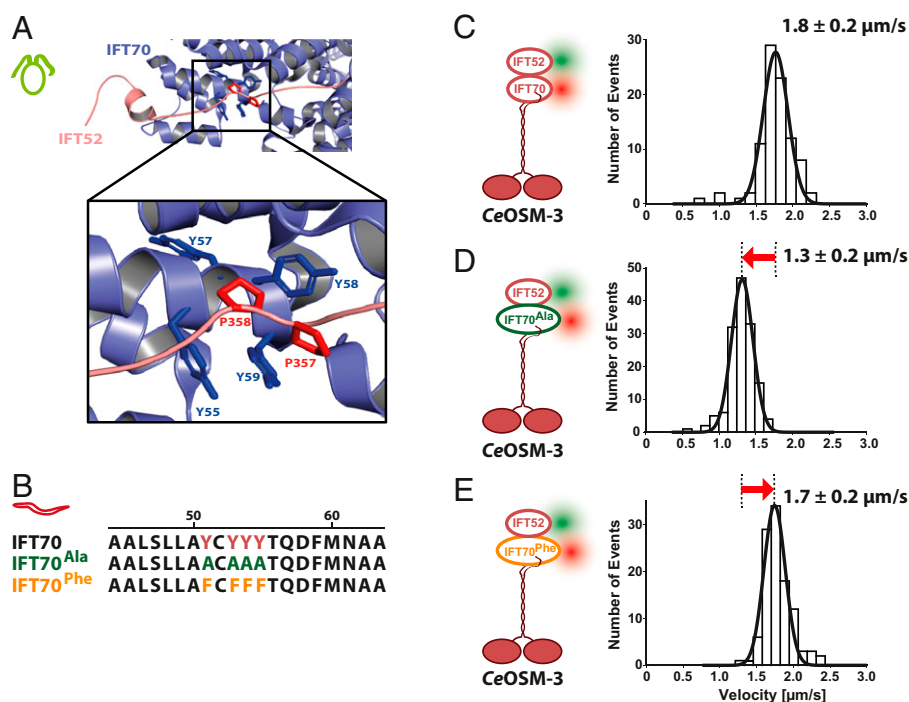 A
IFT70
IFT52
Y57
Y58
P358
P357
Y59
Y55
B
50 60
IFT70 AALSLLAYCYYYTQDFMNAA
IFT70Ala AALSLLAACAAATQDFMNAA
IFT70Phe AALSLLAFCFFFTQDFMNAA
C
1.8 ± 0.2 µm/s
IFT52
IFT70
CeOSM-3
Number of Events
30
20
10
0
0 0.5 1.0 1.5 2.0 2.5 3.0
D
1.3 ± 0.2 µm/s
IFT52
IFT70Ala
CeOSM-3
Number of Events
50
40
30
20
10
0
0 0.5 1.0 1.5 2.0 2.5 3.0
E
1.7 ± 0.2 µm/s
IFT52
IFT70Phe
CeOSM-3
Number of Events
30
20
10
0
0 0.5 1.0 1.5 2.0 2.5 3.0
Velocity [µm/s]